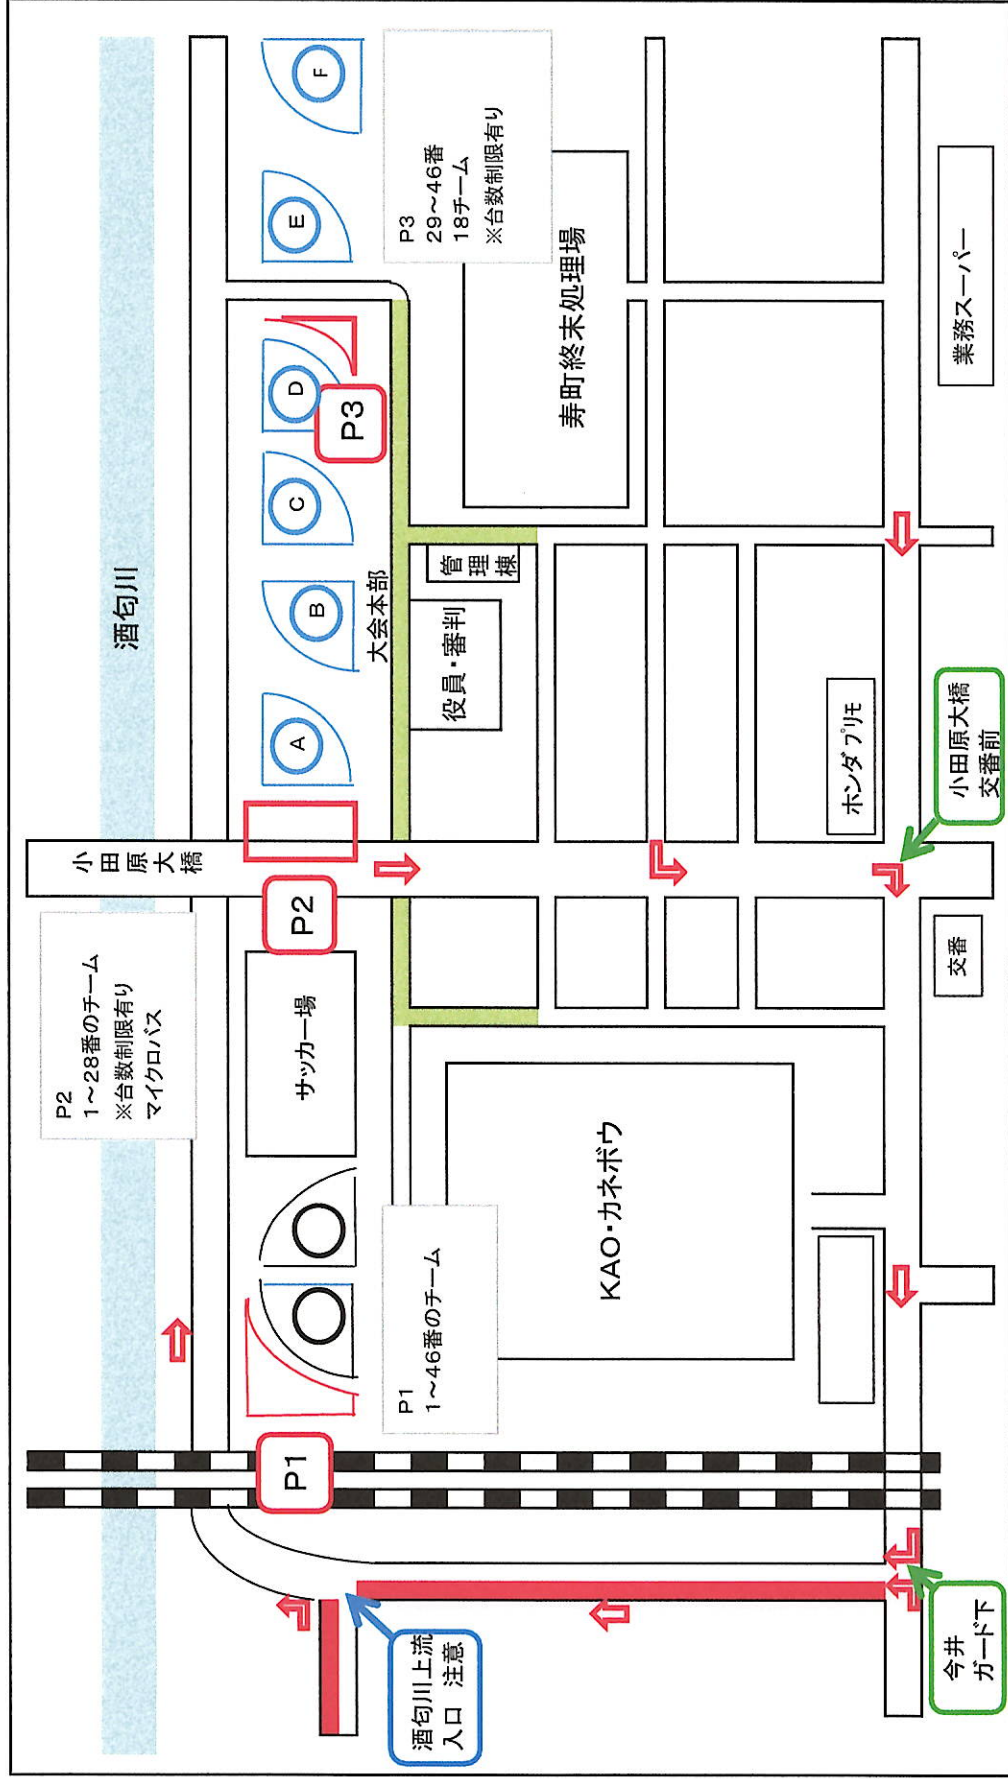 酒匂川
小田原大橋
P2
1～28番のチーム
※台数制限有り
マイクロバス
P1
P2
サッカー場
A
B
C
D
P3
E
F
大会本部
P3
29～46番
18チーム
※台数制限有り
P1
1～46番のチーム
役員・審判
管理棟
寿町終末処理場
KAO・カネボウ
ホンダプリモ
酒匂川上流
入口 注意
今井
ガード下
交番
小田原大橋
交番前
業務スーパー